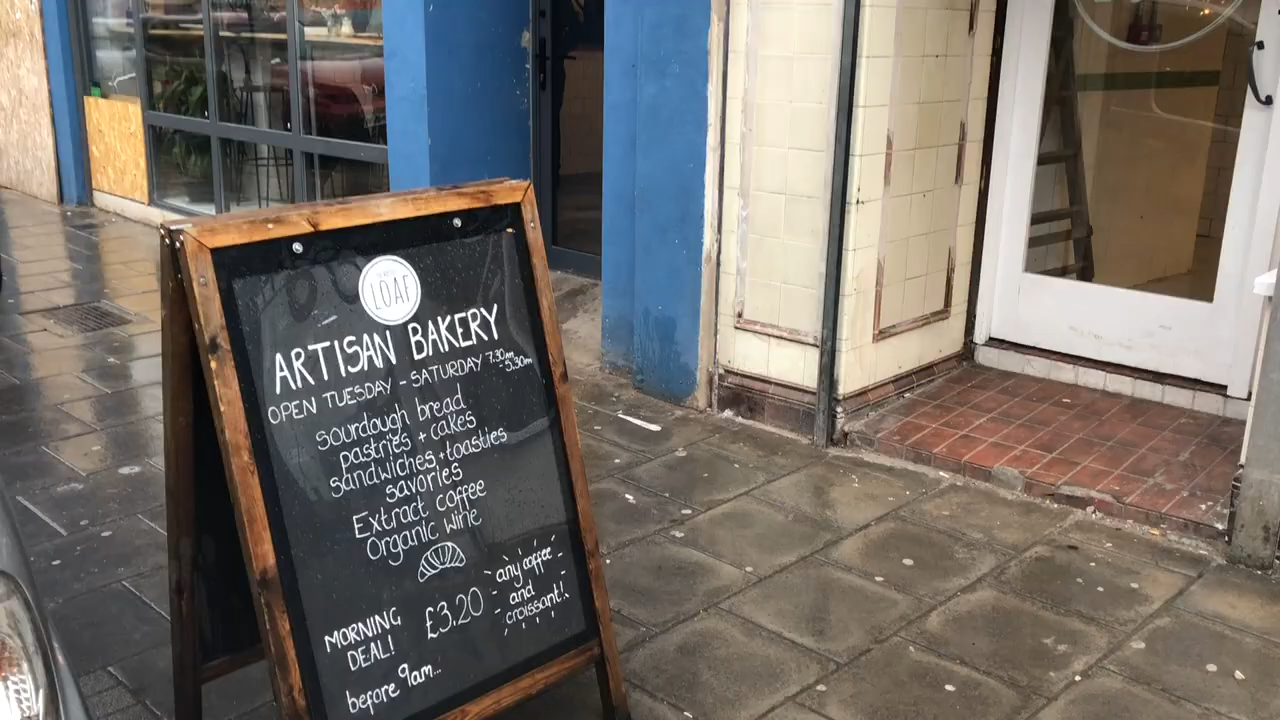 LOAF
ARTISAN BAKERY
OPEN TUESDAY - SATURDAY 7.30am
- 5.30pm
sourdough bread
pastries + cakes
sandwiches + toasties
savories
Extract coffee
Organic wine
MORNING
DEAL!
£3.20
any coffee
and
croissant!
before 9am...